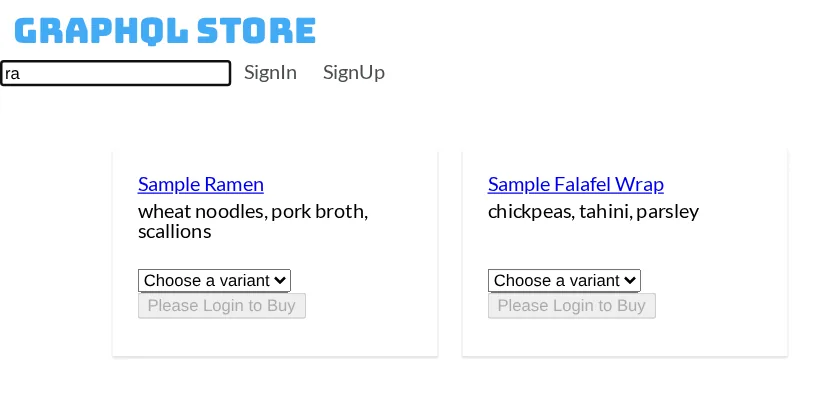 GRAPHQL STORE
ra SignIn SignUp
Sample Ramen
wheat noodles, pork broth,
scallions
Choose a variant
Please Login to Buy
Sample Falafel Wrap
chickpeas, tahini, parsley
Choose a variant
Please Login to Buy